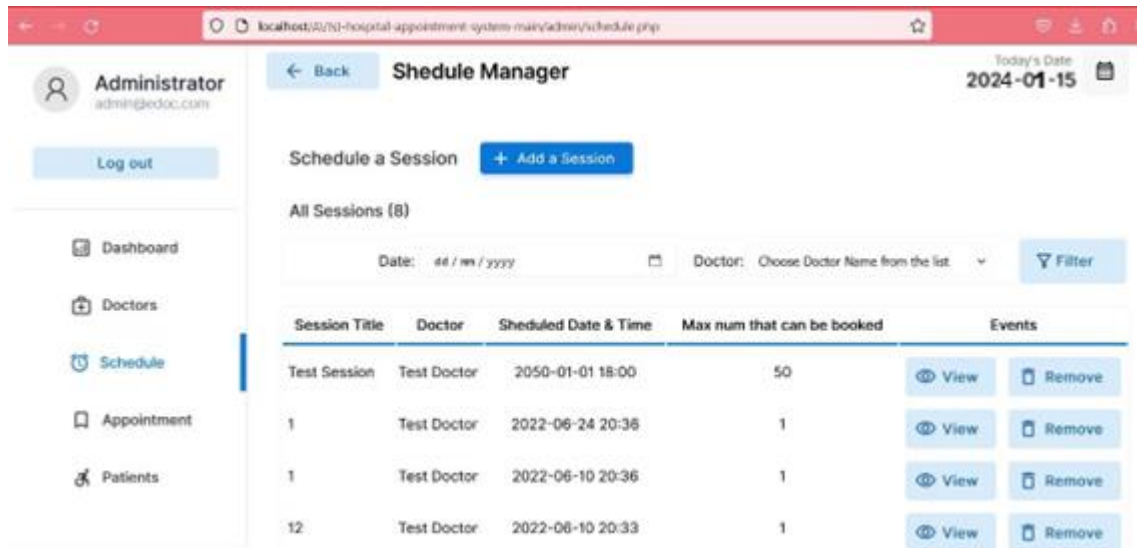 localhost/AI/NJ-hospital-appointment-system-main/admin/schedule.php
Administrator
admin@edoc.com
Log out
Dashboard
Doctors
Schedule
Appointment
Patients
Back
Shedule Manager
Today's Date
2024-01-15
Schedule a Session
+ Add a Session
All Sessions (8)
Date: dd / mm / yyyy Doctor: Choose Doctor Name from the list Filter
Session Title Doctor Sheduled Date & Time Max num that can be booked Events
Test Session Test Doctor 2050-01-01 18:00 50 View Remove
1 Test Doctor 2022-06-24 20:36 1 View Remove
1 Test Doctor 2022-06-10 20:36 1 View Remove
12 Test Doctor 2022-06-10 20:33 1 View Remove